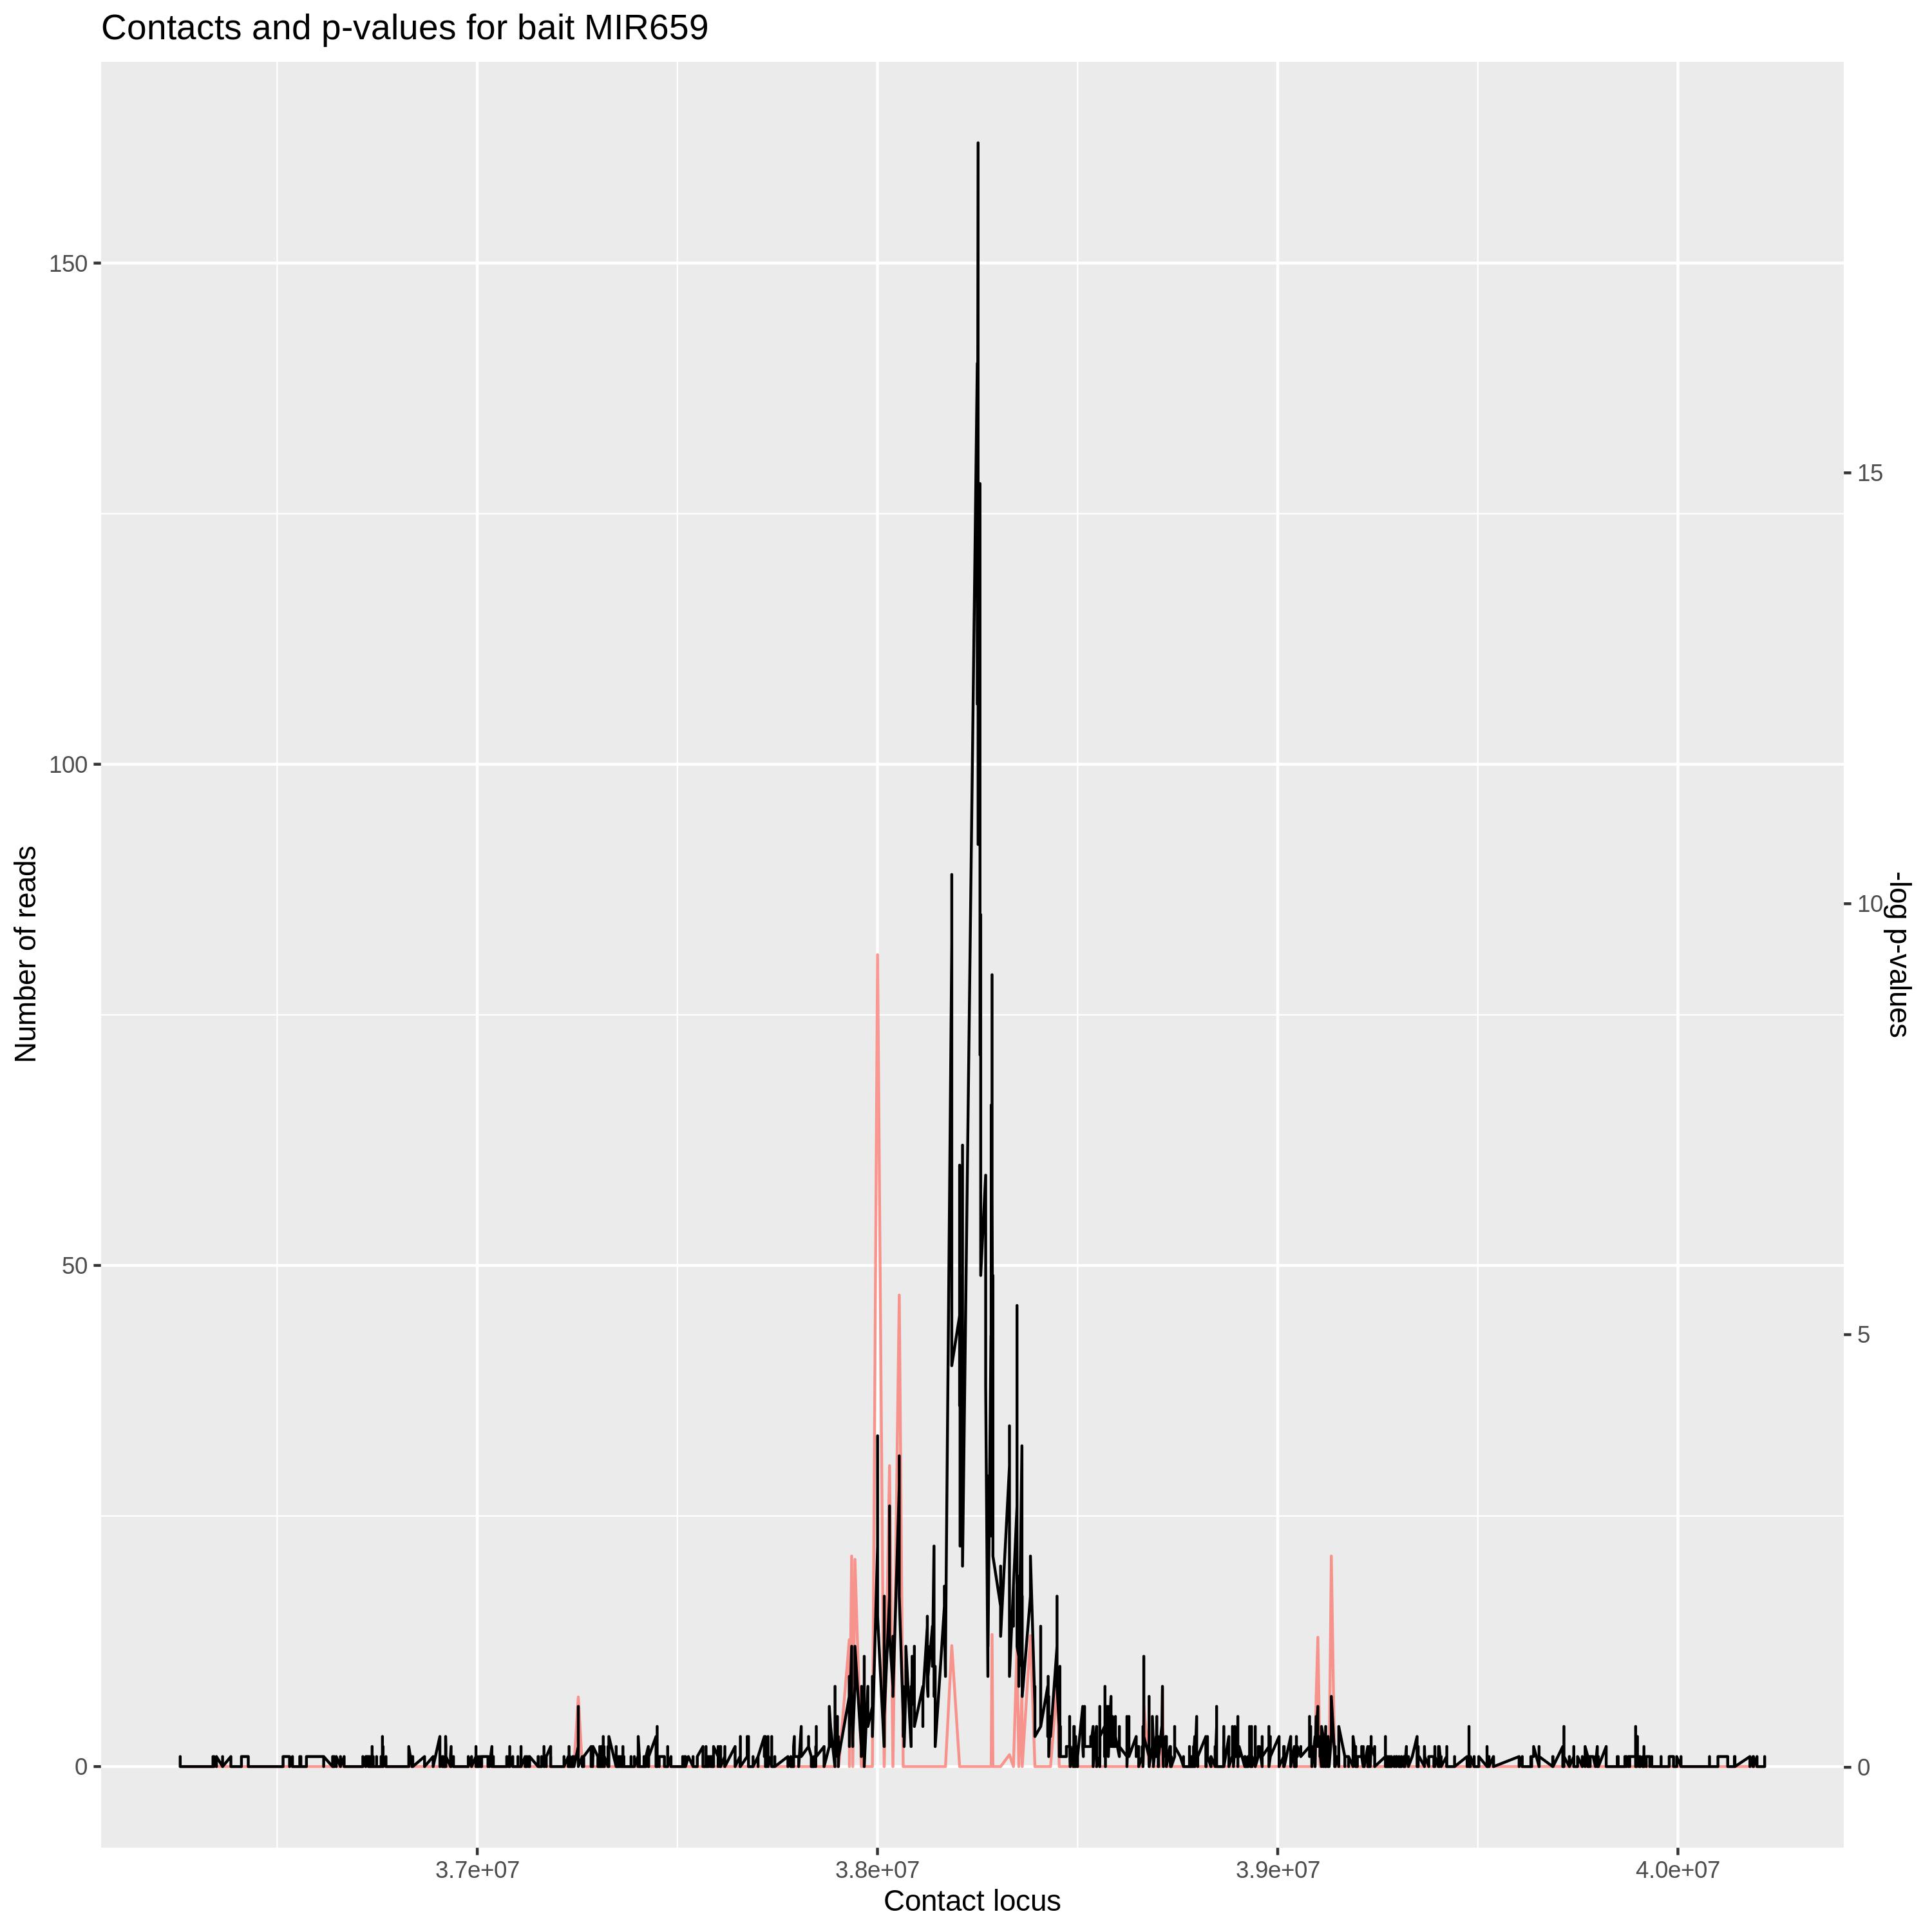 Contacts and p-values for bait MIR659
150
100
50
0
Number of reads
15
10
5
0
-log p-values
3.7e+07
3.8e+07
3.9e+07
4.0e+07
Contact locus